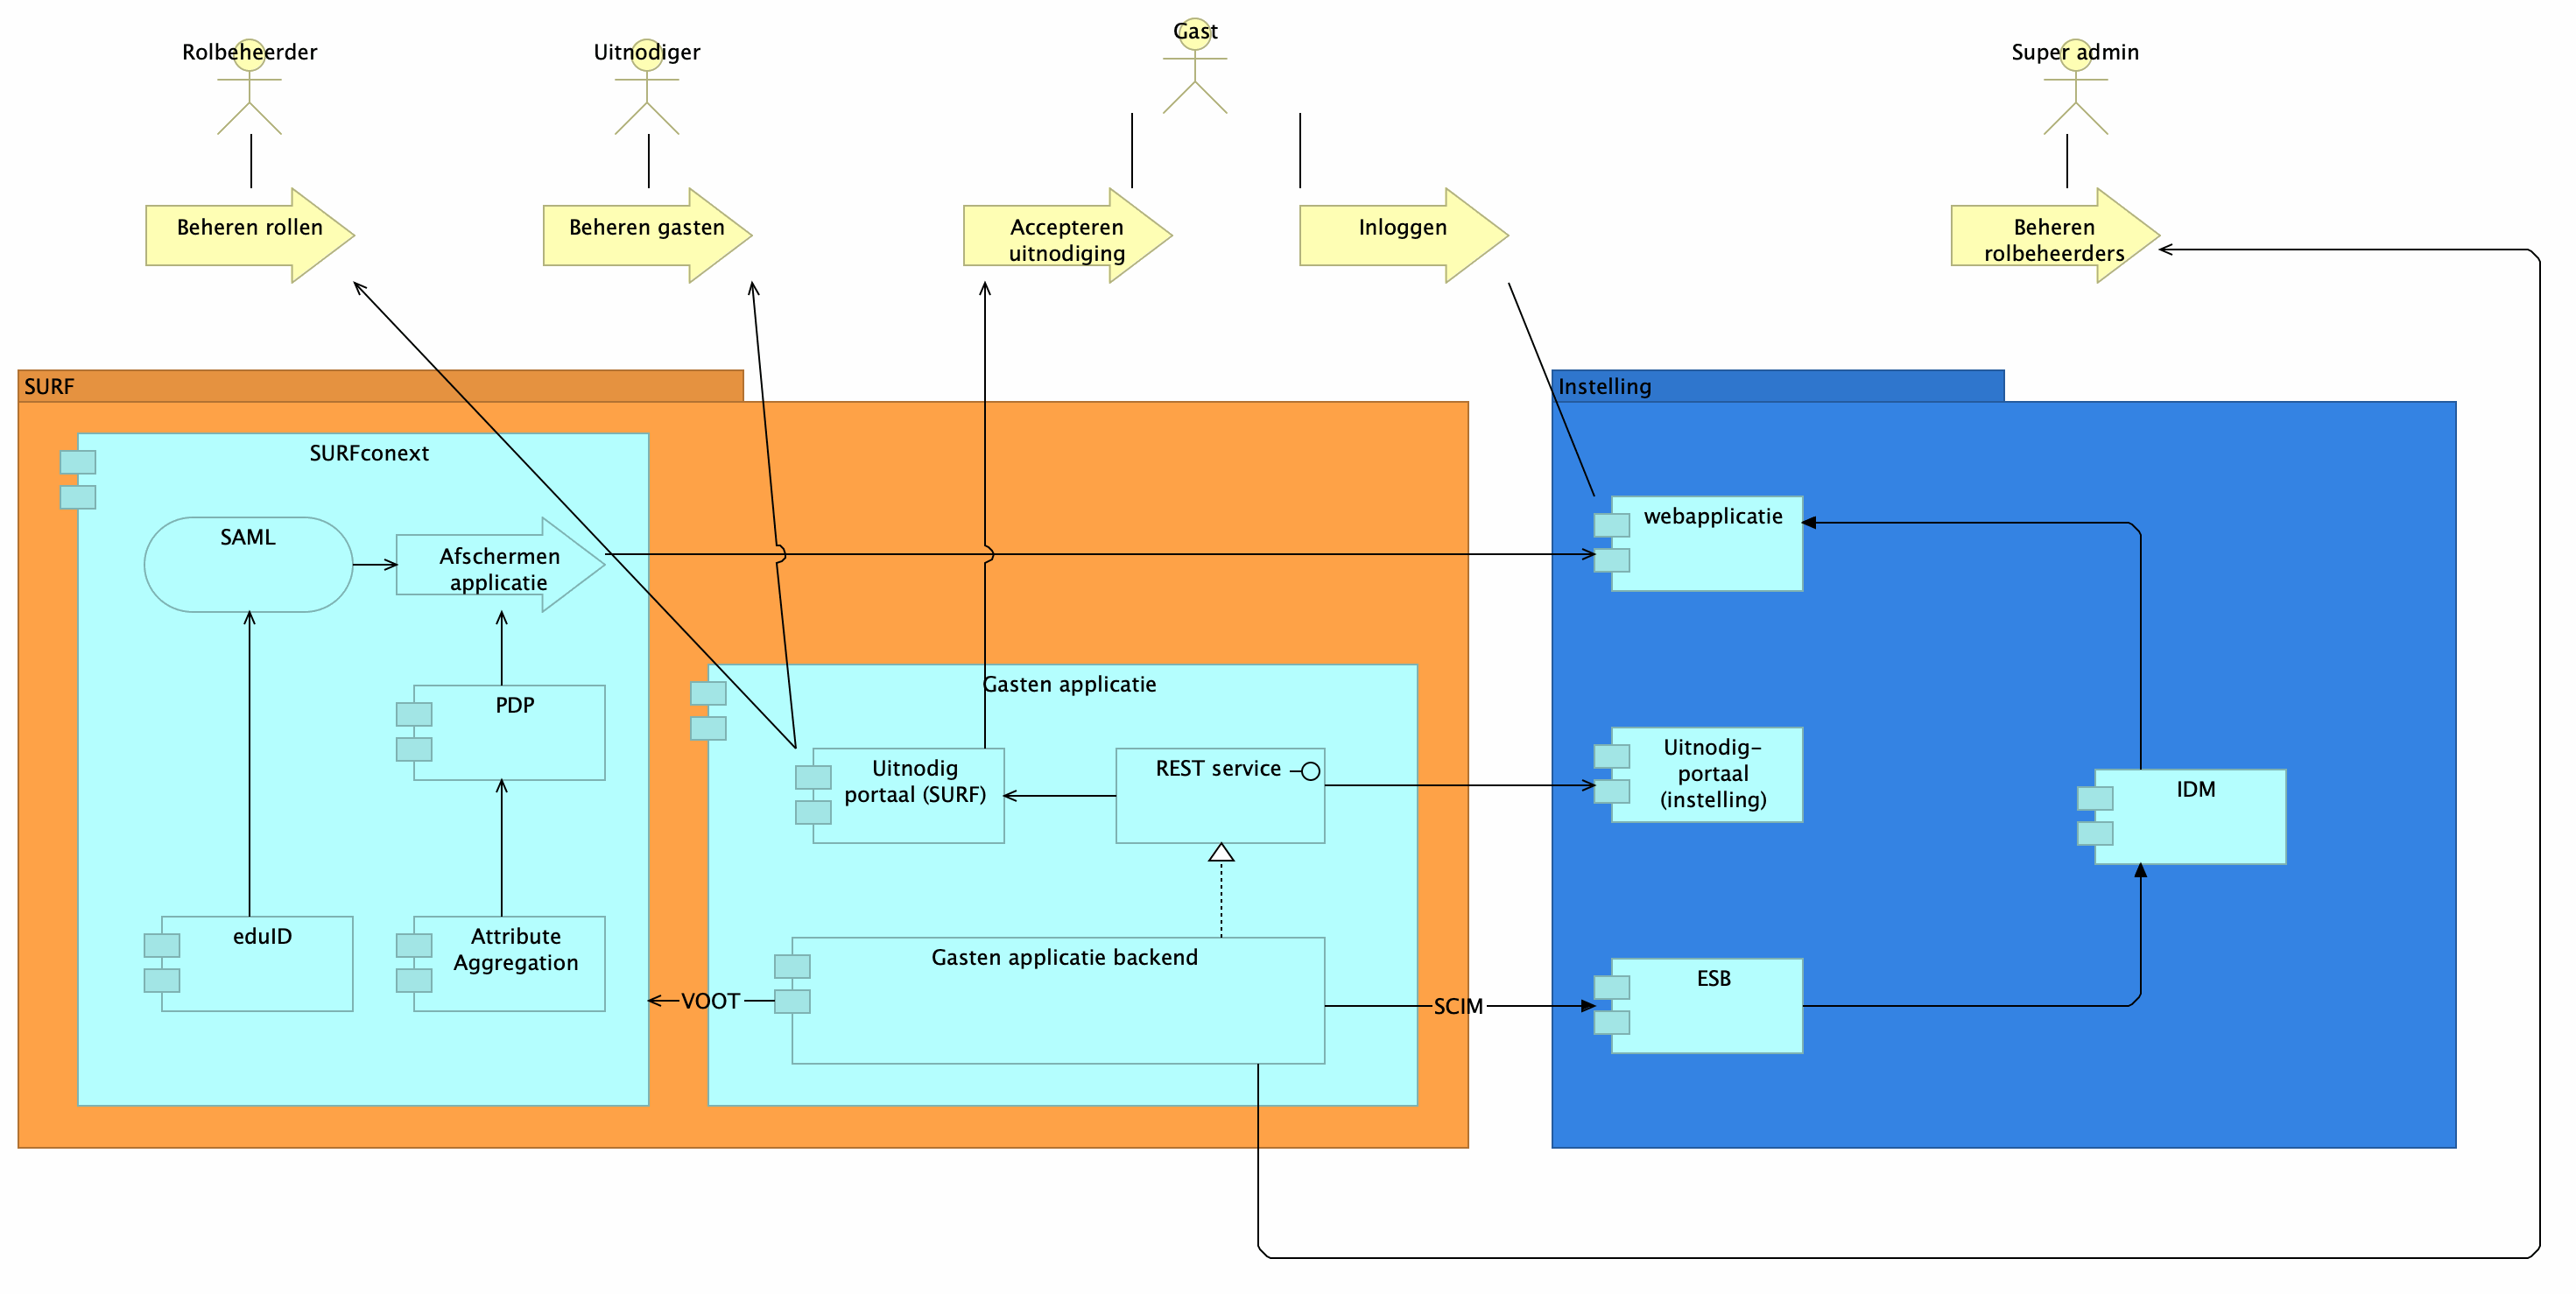 Rolbeheerder
Uitnodiger
Gast
Super admin
Beheren rollen
Beheren gasten
Accepteren
uitnodiging
Inloggen
Beheren
rolbeheerders
SURF
Instelling
SURFconext
SAML
Afschermen
applicatie
webapplicatie
PDP
Gasten applicatie
Uitnodig
portaal (SURF)
REST service
Uitnodig-
portaal
(instelling)
IDM
eduID
Attribute
Aggregation
Gasten applicatie backend
ESB
VOOT
SCIM